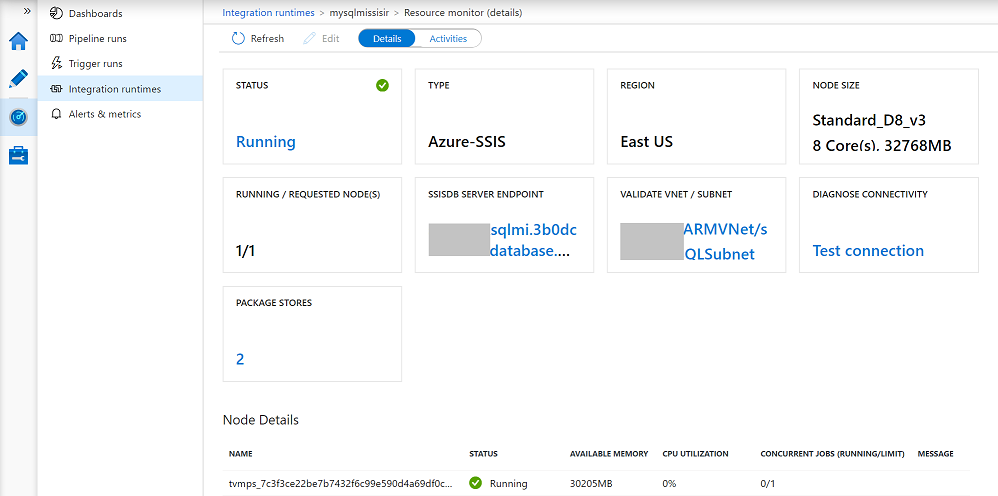 »
Dashboards
Pipeline runs
Trigger runs
Integration runtimes
Alerts & metrics
Integration runtimes > mysqlmissisir > Resource monitor (details)
Refresh Edit Details Activities
STATUS
Running
TYPE
Azure-SSIS
REGION
East US
NODE SIZE
Standard_D8_v3
8 Core(s), 32768MB
RUNNING / REQUESTED NODE(S)
1/1
SSISDB SERVER ENDPOINT
sqlmi.3b0dc
database....
VALIDATE VNET / SUBNET
ARMVNet/s
QLSubnet
DIAGNOSE CONNECTIVITY
Test connection
PACKAGE STORES
2
Node Details
NAME STATUS AVAILABLE MEMORY CPU UTILIZATION CONCURRENT JOBS (RUNNING/LIMIT) MESSAGE
tvmps_7c3f3ce22be7b7432f6c99e590d4a69df0c... Running 30205MB 0% 0/1